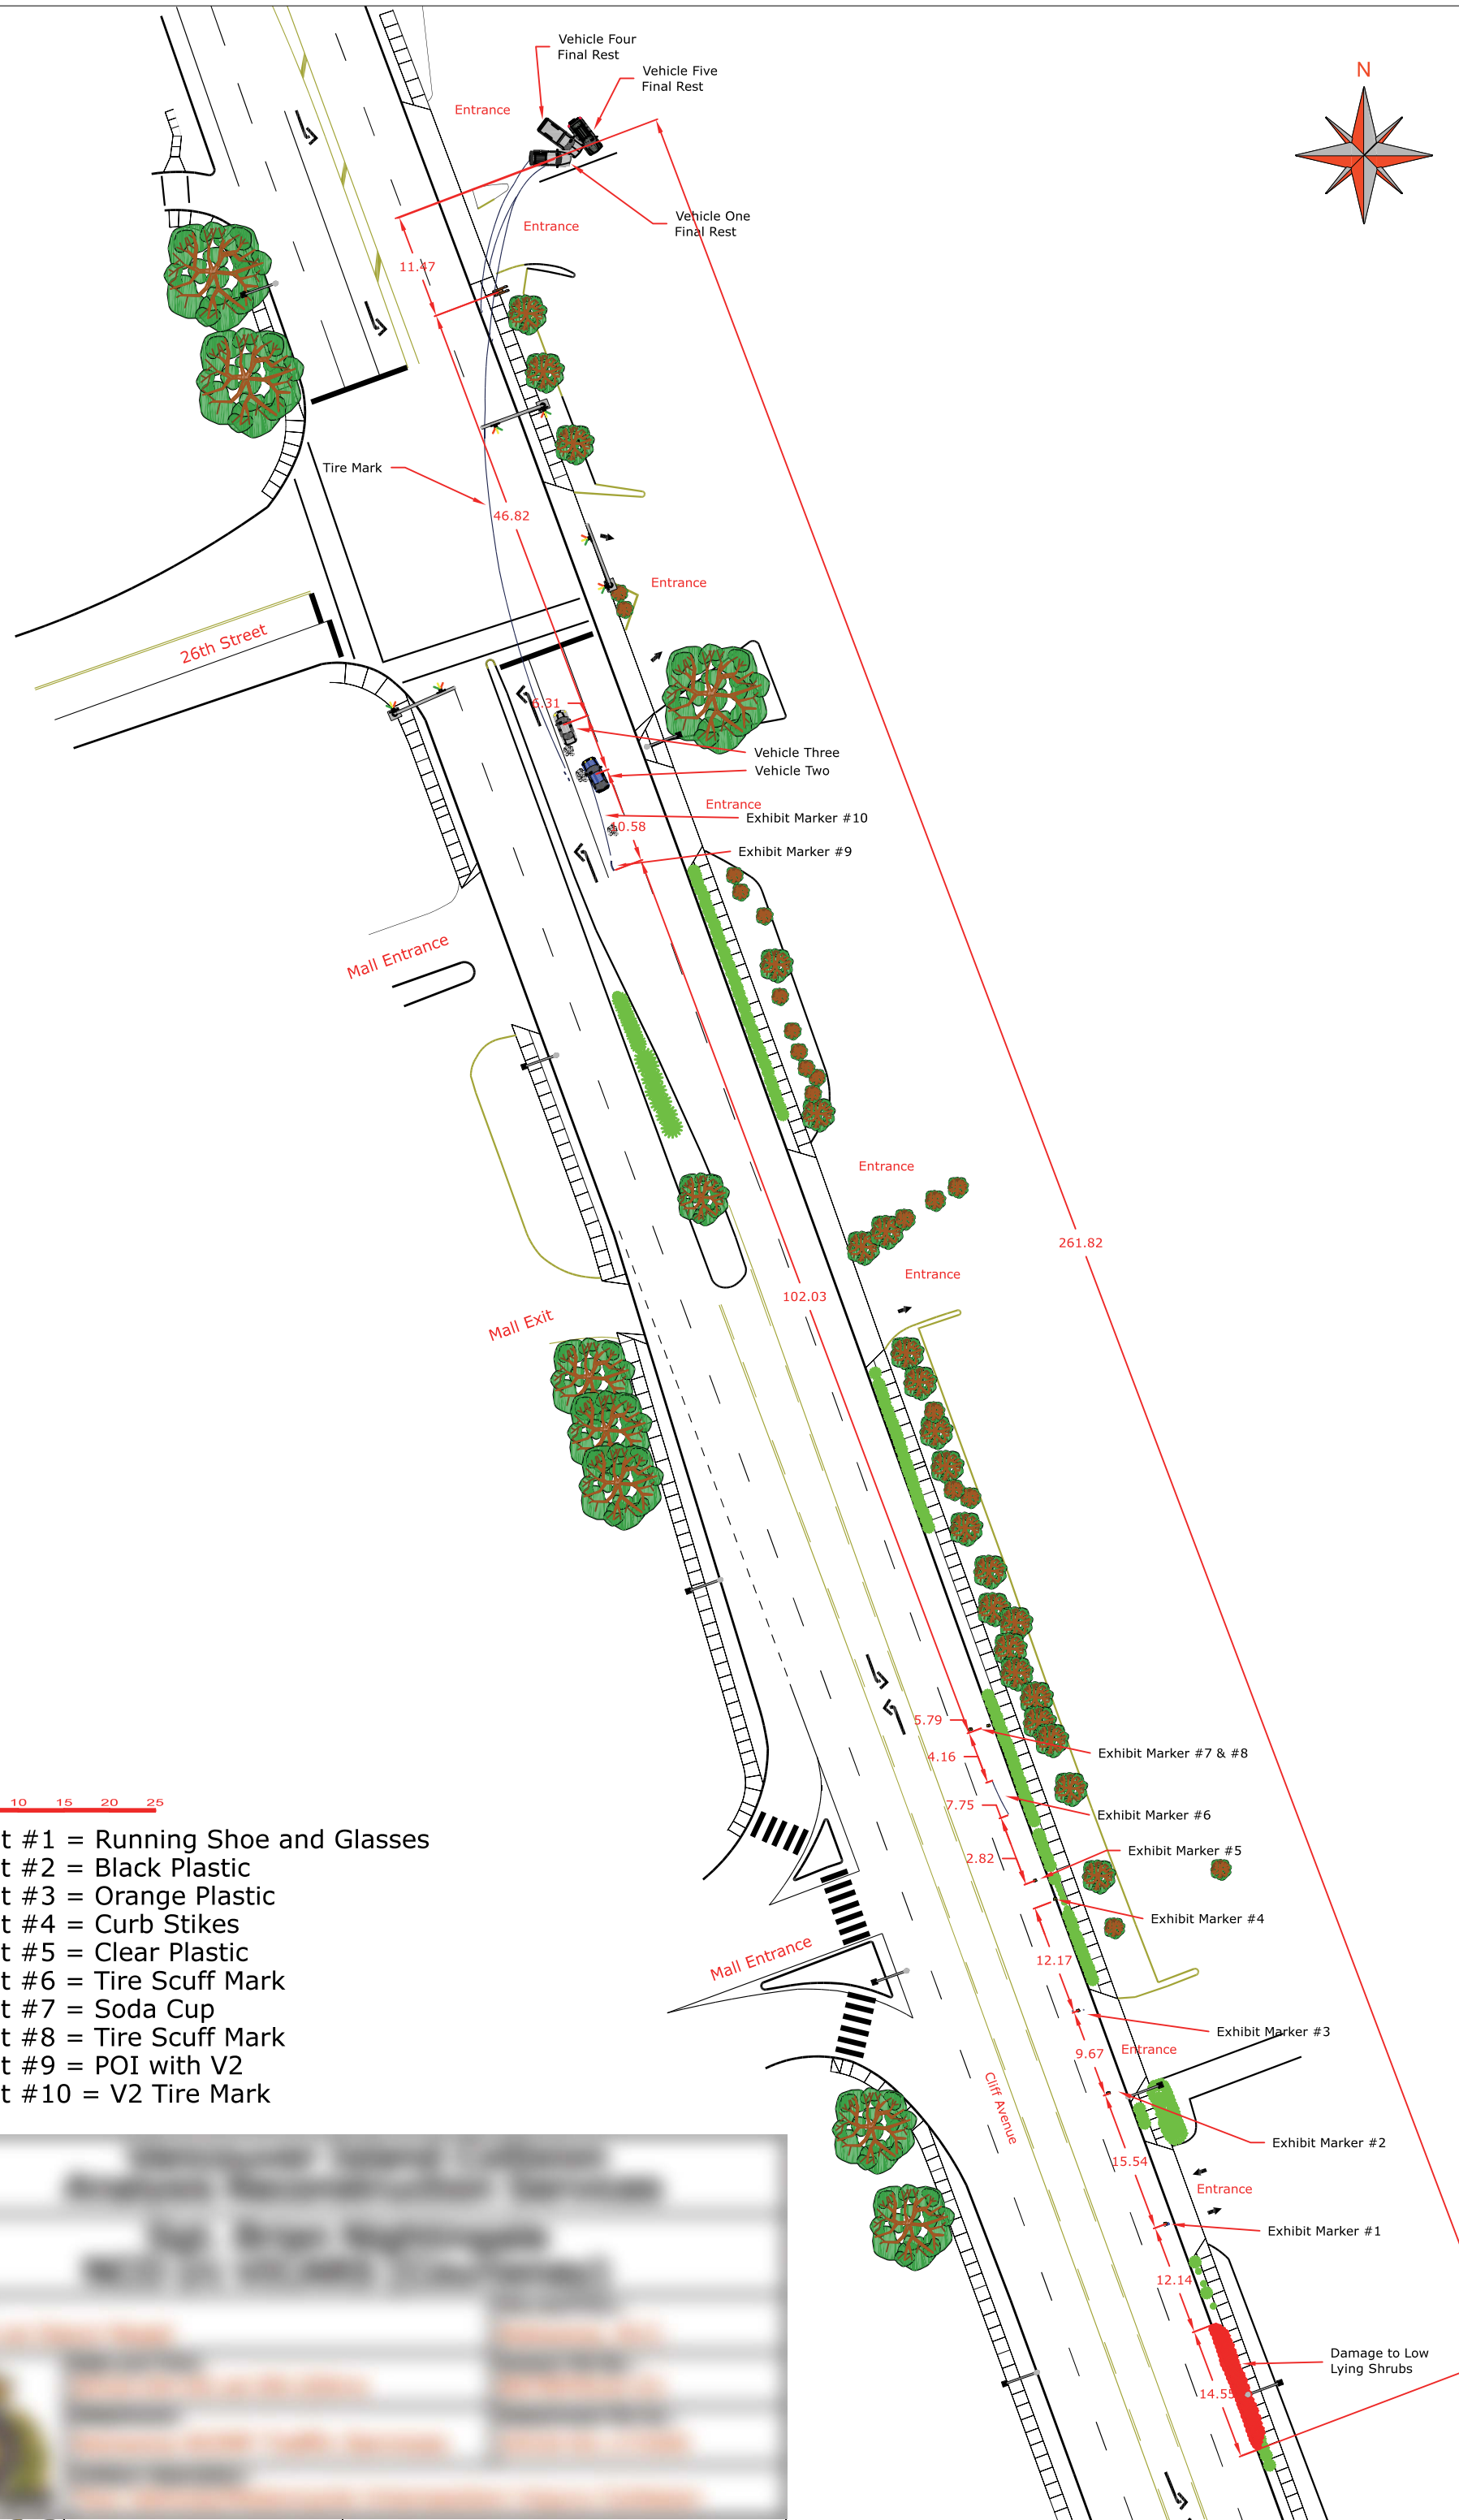 Vehicle Four
Final Rest
Vehicle Five
Final Rest
N
Entrance
Vehicle One
Final Rest
Entrance
11.47
Tire Mark
46.82
Entrance
26th Street
6.31
Vehicle Three
Vehicle Two
Entrance
Exhibit Marker #10
10.58
Exhibit Marker #9
Mall Entrance
Entrance
261.82
Entrance
102.03
Mall Exit
5.79
Exhibit Marker #7 & #8
4.16
7.75
Exhibit Marker #6
2.82
Exhibit Marker #5
Exhibit Marker #4
Mall Entrance
12.17
Exhibit Marker #3
9.67
Entrance
Cliff Avenue
Exhibit Marker #2
15.54
Entrance
Exhibit Marker #1
12.14
Damage to Low
Lying Shrubs
14.55
10 15 20 25
t #1 = Running Shoe and Glasses
t #2 = Black Plastic
t #3 = Orange Plastic
t #4 = Curb Stikes
t #5 = Clear Plastic
t #6 = Tire Scuff Mark
t #7 = Soda Cup
t #8 = Tire Scuff Mark
t #9 = POI with V2
t #10 = V2 Tire Mark